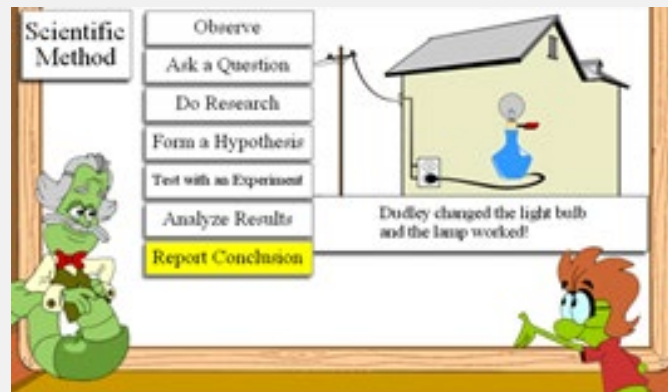 Scientific
Method
Observe
Ask a Question
Do Research
Form a Hypothesis
Test with an Experiment
Analyze Results
Report Conclusion
Dudley changed the light bulb
and the lamp worked!